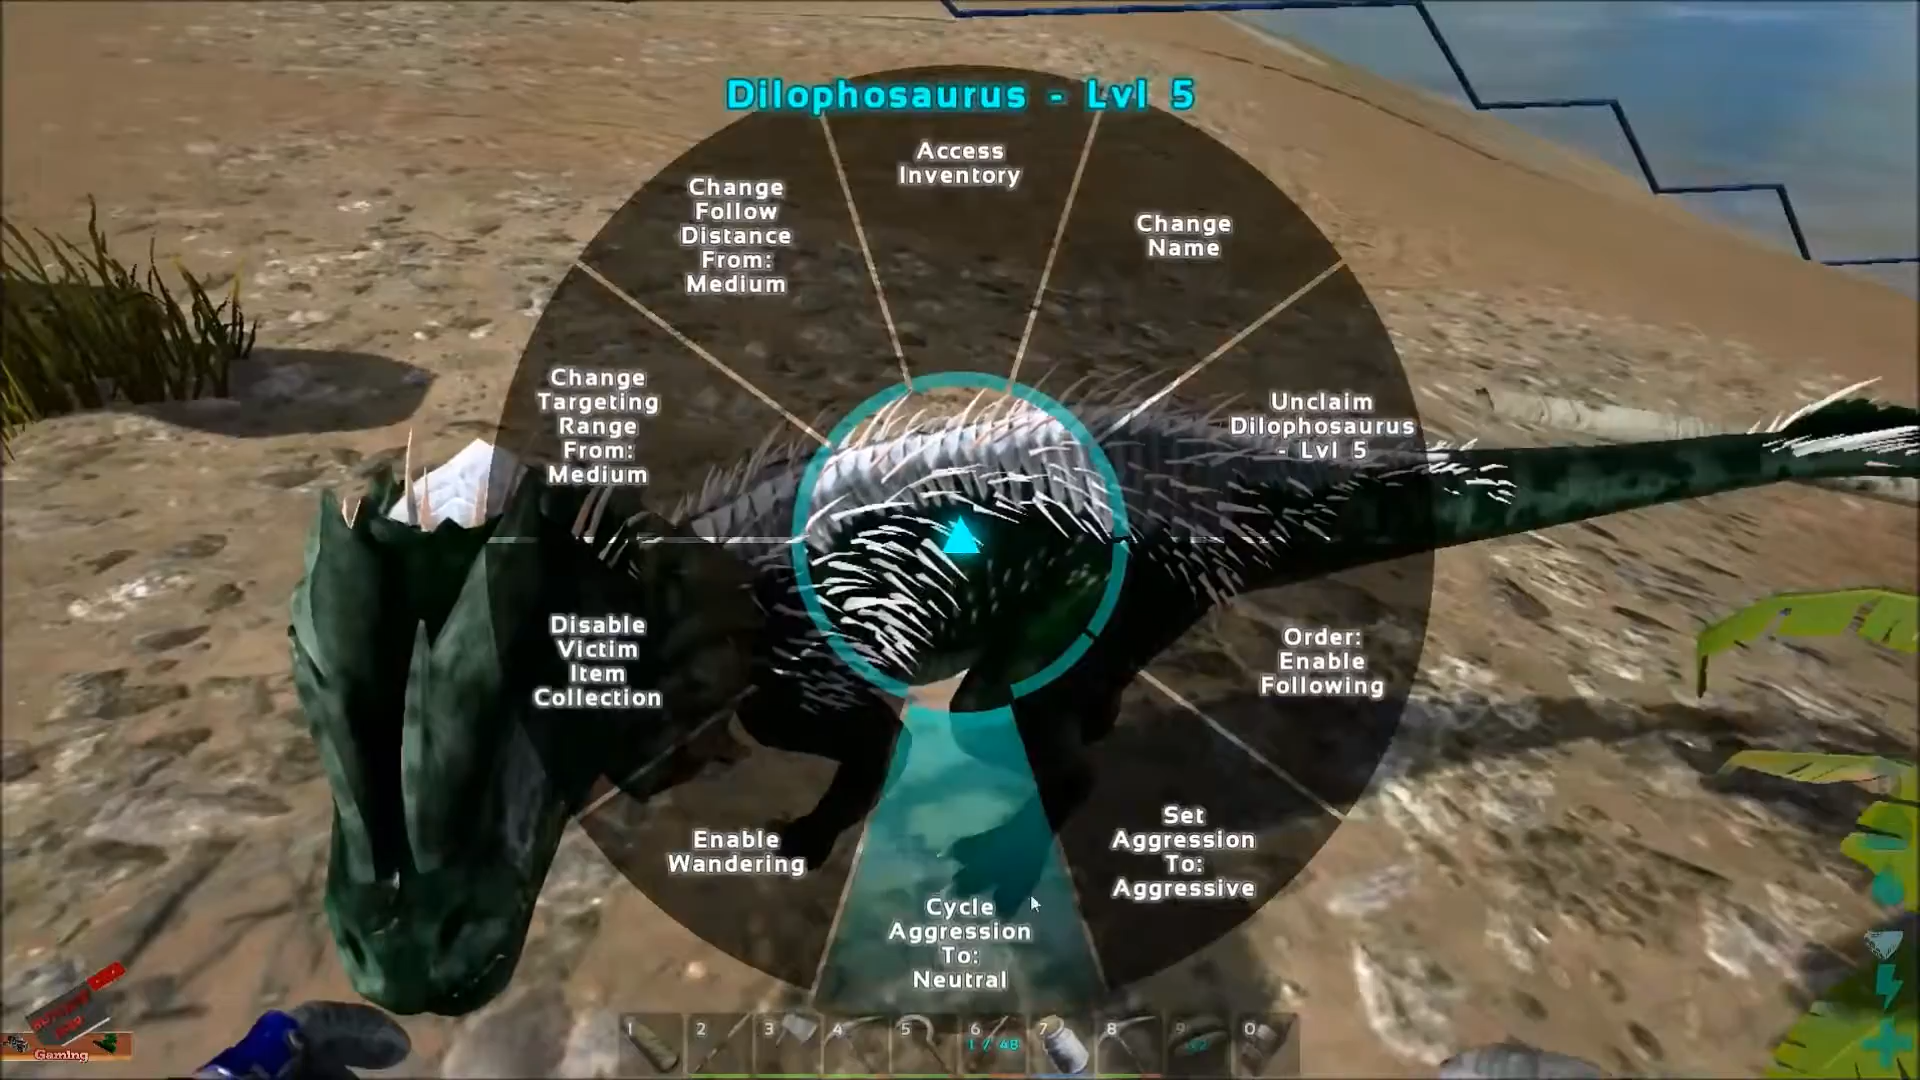 Dilophosaurus - Lvl 5
Access
Inventory
Change
Name
Unclaim
Dilophosaurus
- Lvl 5
Order:
Enable
Following
Set
Aggression
To:
Aggressive
Cycle
Aggression
To:
Neutral
Enable
Wandering
Disable
Victim
Item
Collection
Change
Targeting
Range
From:
Medium
Change
Follow
Distance
From:
Medium
1 2 3 4 5 6 7 8 9 0
1 / 48
Gaming